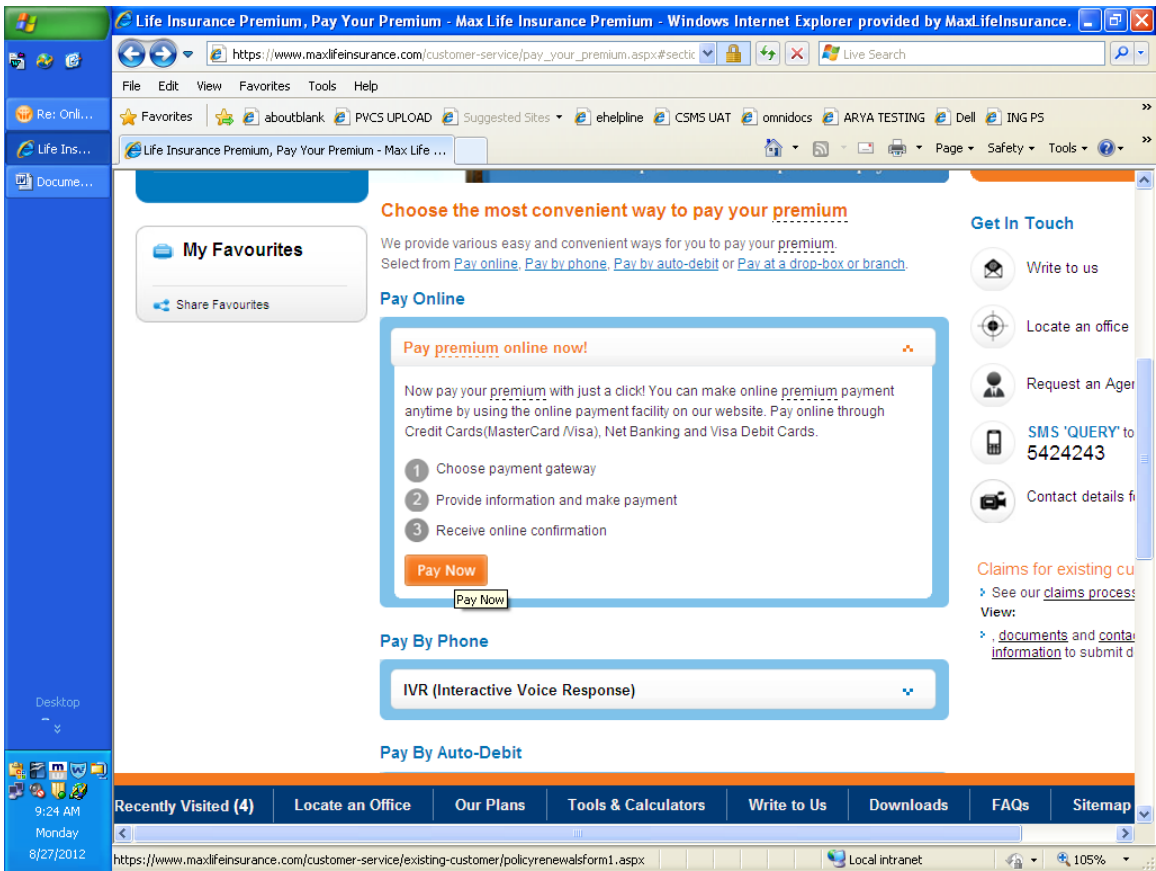 Life Insurance Premium, Pay Your Premium - Max Life Insurance Premium - Windows Internet Explorer provided by MaxLifeInsurance.
https://www.maxlifeinsurance.com/customer-service/pay_your_premium.aspx#sectic
Live Search
File Edit View Favorites Tools Help
Favorites aboutblank PVCS UPLOAD Suggested Sites ehelpline CSMS UAT omnidocs ARYA TESTING Dell ING PS
Life Insurance Premium, Pay Your Premium - Max Life ...
Page Safety Tools
Re: Onli...
Life Ins...
Docume...
My Favourites
Share Favourites
Choose the most convenient way to pay your premium
We provide various easy and convenient ways for you to pay your premium.
Select from Pay online, Pay by phone, Pay by auto-debit or Pay at a drop-box or branch.
Pay Online
Pay premium online now!
Now pay your premium with just a click! You can make online premium payment
anytime by using the online payment facility on our website. Pay online through
Credit Cards(MasterCard /Visa), Net Banking and Visa Debit Cards.
1 Choose payment gateway
2 Provide information and make payment
3 Receive online confirmation
Pay Now
Pay Now
Pay By Phone
IVR (Interactive Voice Response)
Pay By Auto-Debit
Get In Touch
Write to us
Locate an office
Request an Agen
SMS 'QUERY' to
5424243
Contact details f
Claims for existing cu
See our claims process
View:
, documents and conta
information to submit d
Recently Visited (4) Locate an Office Our Plans Tools & Calculators Write to Us Downloads FAQs Sitemap
Desktop
9:24 AM
Monday
8/27/2012
https://www.maxlifeinsurance.com/customer-service/existing-customer/policyrenewalsform1.aspx
Local intranet
105%